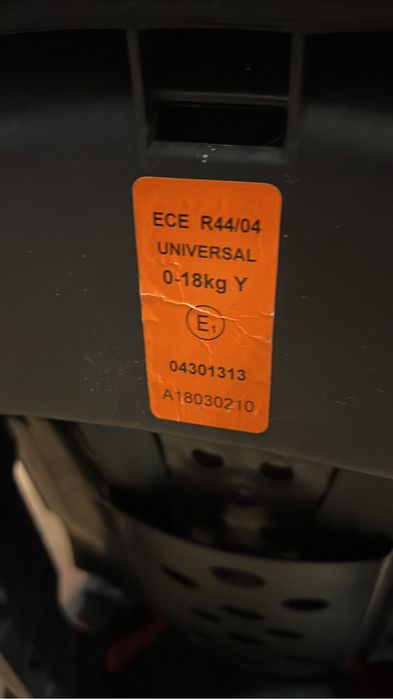 ECE R44/04
UNIVERSAL
0-18kg Y
E1
04301313
A18030210